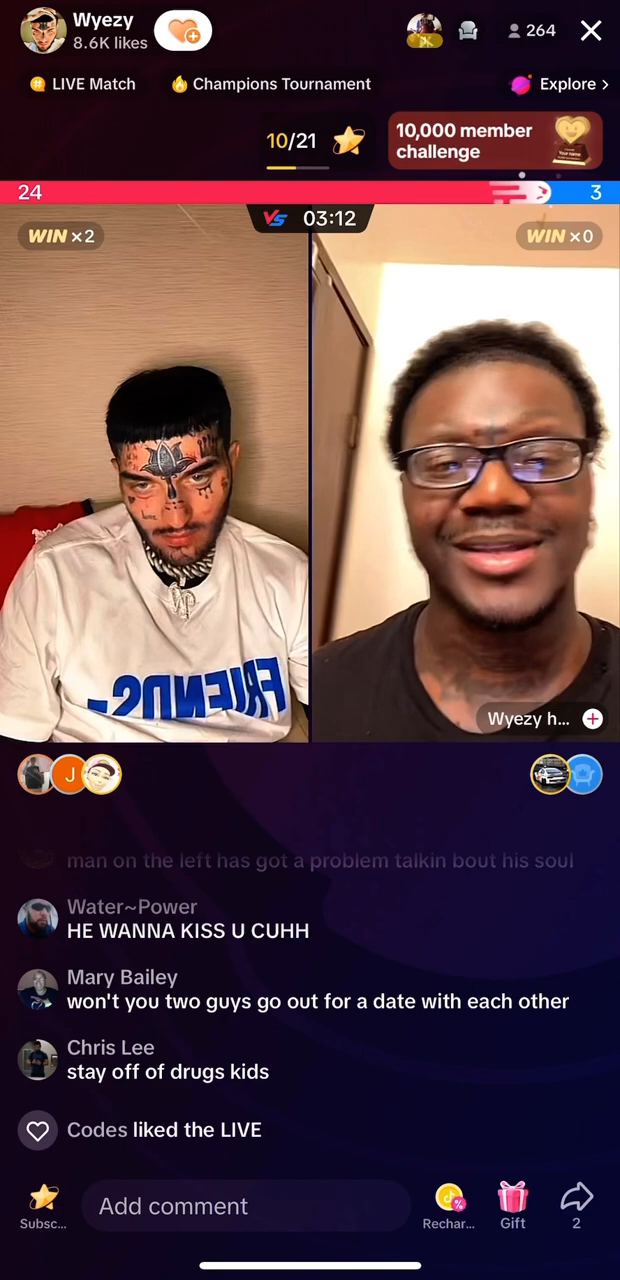 Wyezy
8.6K likes
264
LIVE Match
Champions Tournament
Explore >
10/21
10,000 member
challenge
24
3
VS 03:12
WIN ×2
WIN ×0
FRIENDS-
Wyezy h...
J
man on the left has got a problem talkin bout his soul
Water~Power
HE WANNA KISS U CUHH
Mary Bailey
won't you two guys go out for a date with each other
Chris Lee
stay off of drugs kids
Codes liked the LIVE
Add comment
Subsc...
Rechar...
Gift
2